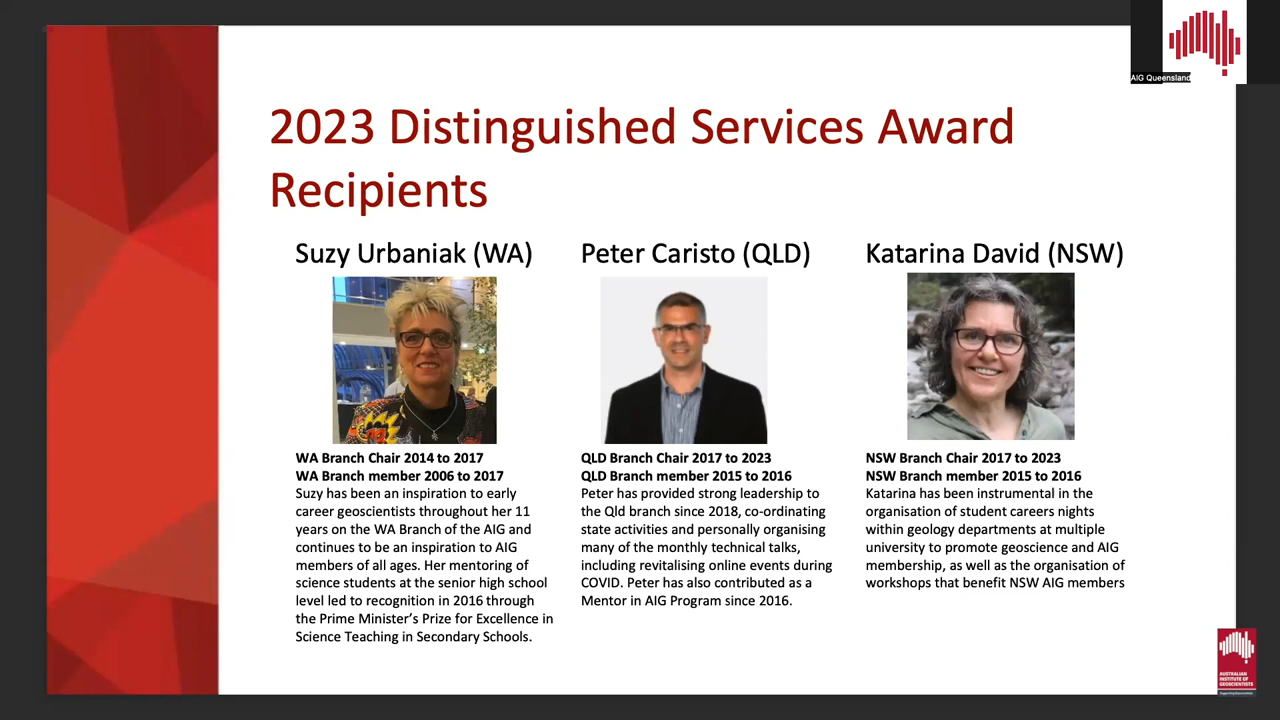 AIG Queensland
2023 Distinguished Services Award
Recipients
Suzy Urbaniak (WA)
WA Branch Chair 2014 to 2017
WA Branch member 2006 to 2017
Suzy has been an inspiration to early
career geoscientists throughout her 11
years on the WA Branch of the AIG and
continues to be an inspiration to AIG
members of all ages. Her mentoring of
science students at the senior high school
level led to recognition in 2016 through
the Prime Minister's Prize for Excellence in
Science Teaching in Secondary Schools.
Peter Caristo (QLD)
QLD Branch Chair 2017 to 2023
QLD Branch member 2015 to 2016
Peter has provided strong leadership to
the Qld branch since 2018, co-ordinating
state activities and personally organising
many of the monthly technical talks,
including revitalising online events during
COVID. Peter has also contributed as a
Mentor in AIG Program since 2016.
Katarina David (NSW)
NSW Branch Chair 2017 to 2023
NSW Branch member 2015 to 2016
Katarina has been instrumental in the
organisation of student careers nights
within geology departments at multiple
university to promote geoscience and AIG
membership, as well as the organisation of
workshops that benefit NSW AIG members
AUSTRALIAN
INSTITUTE OF
GEOSCIENTISTS